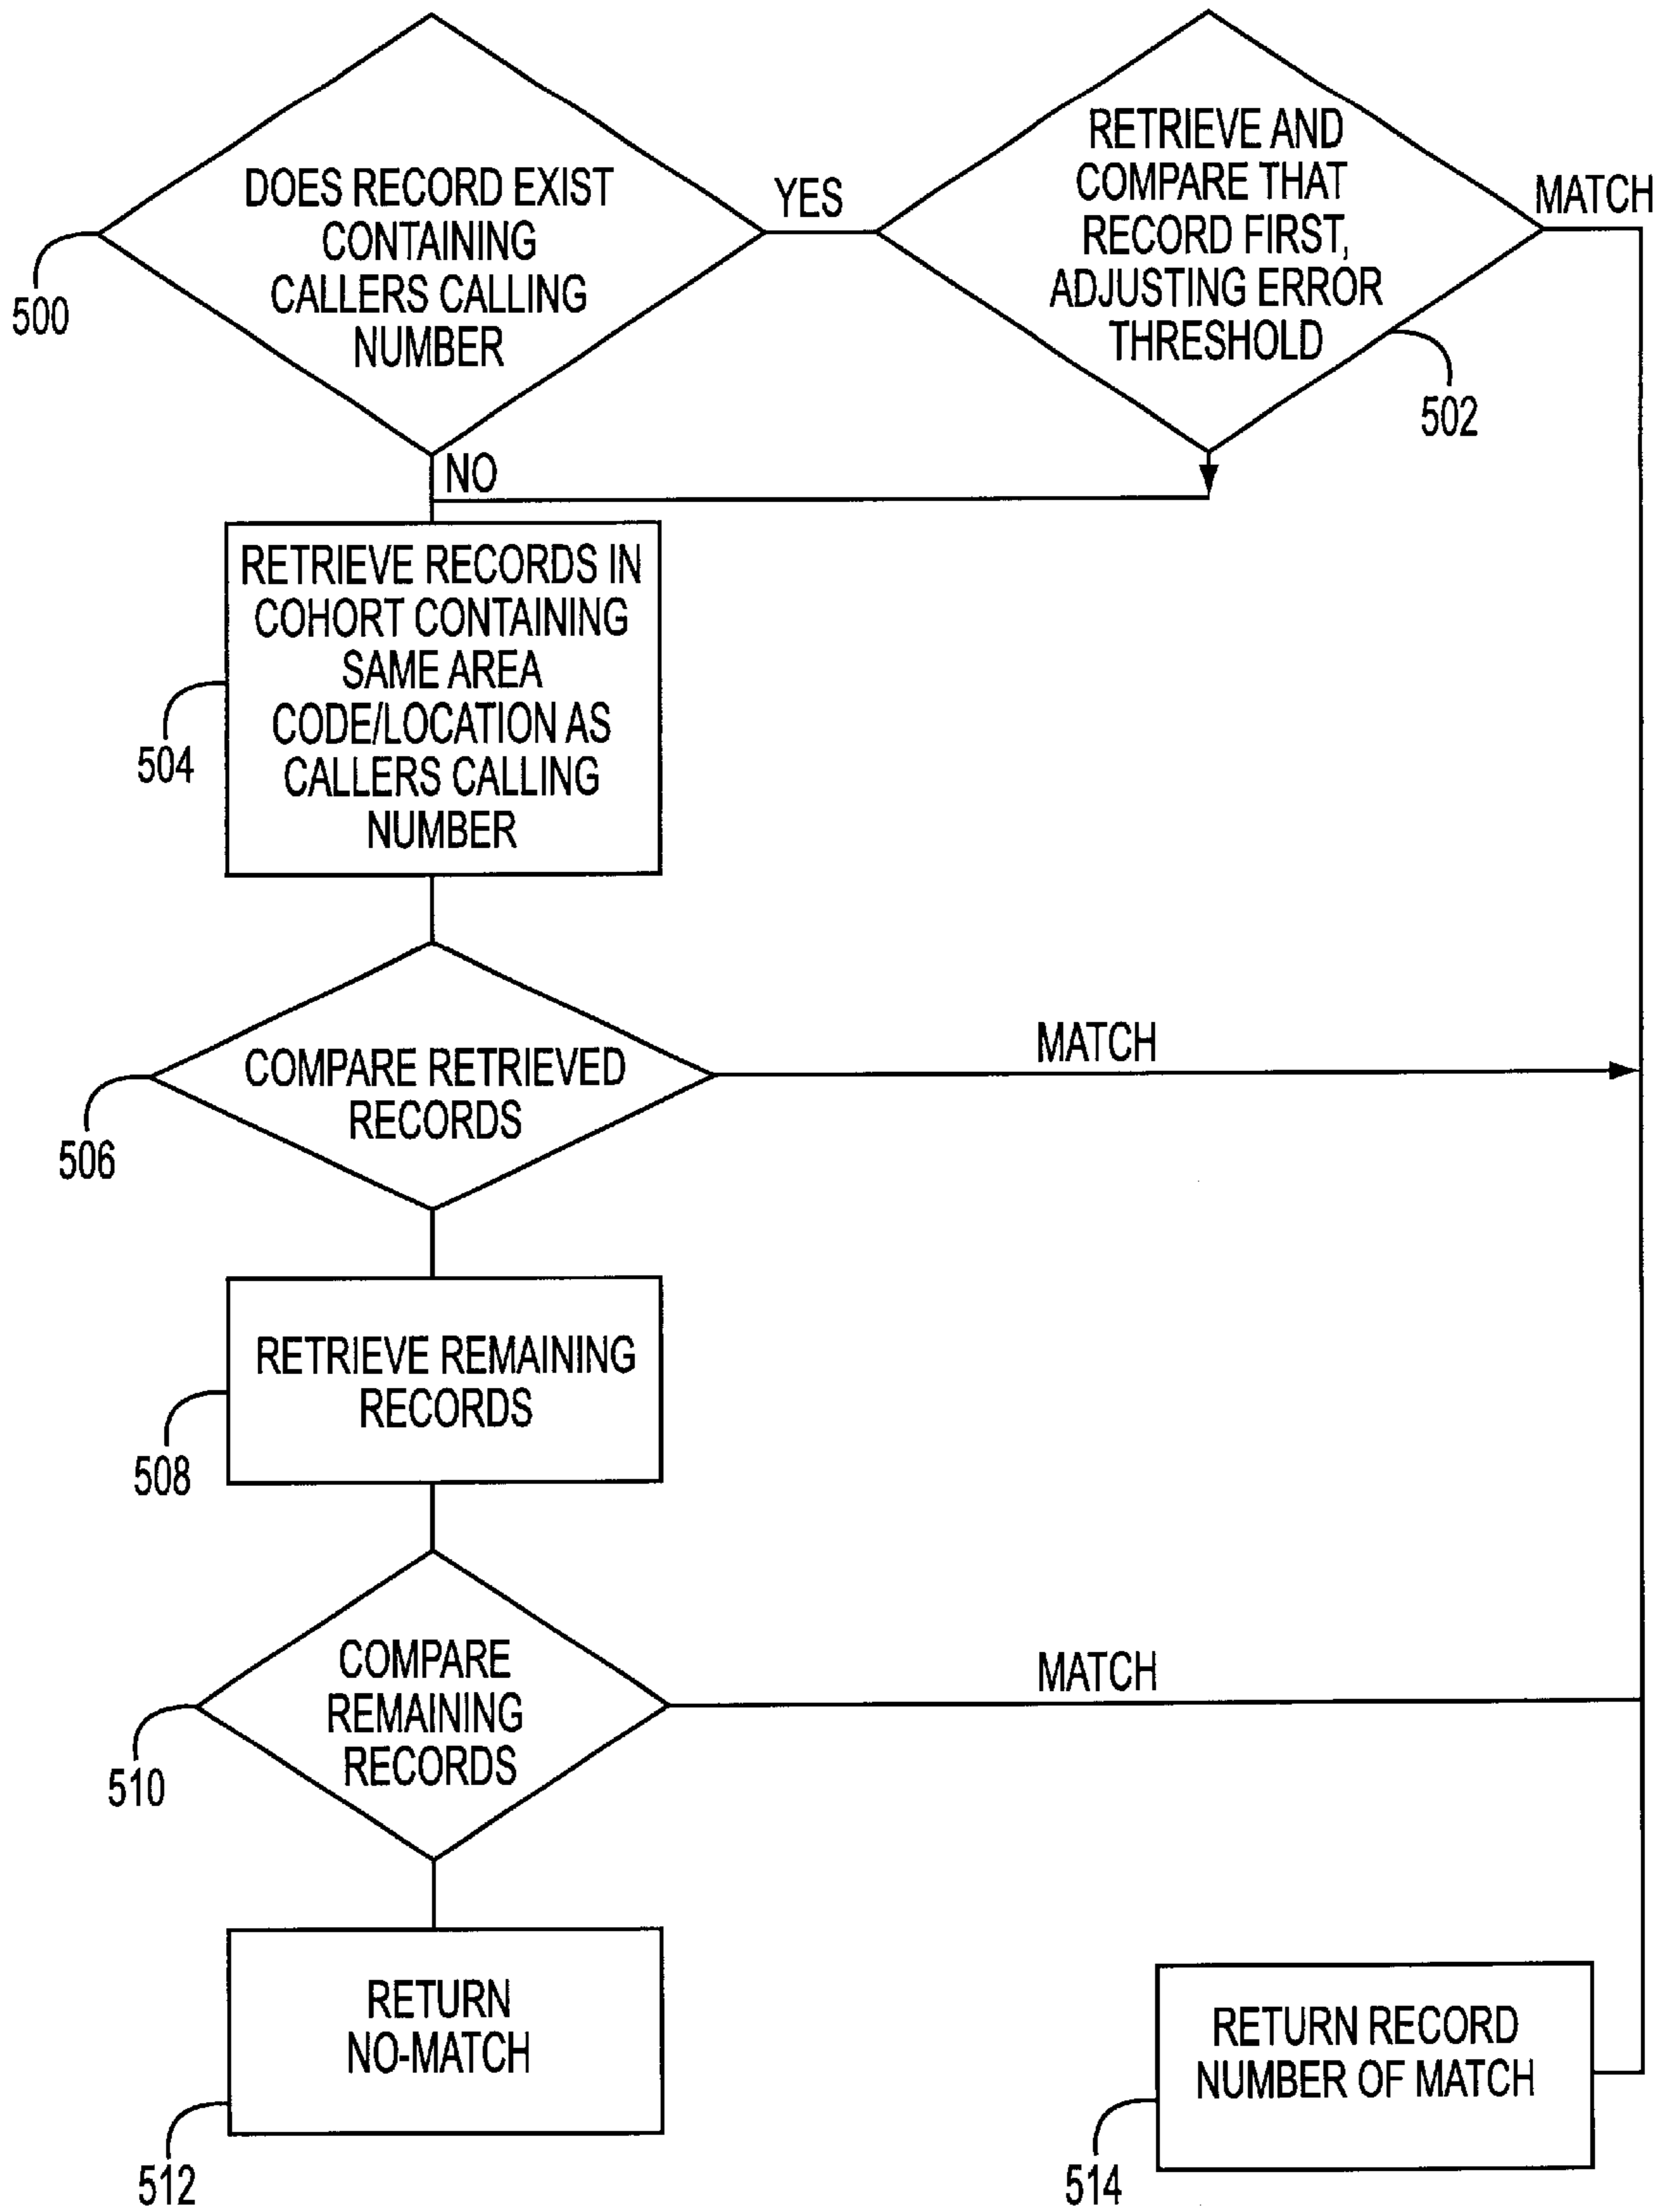 DOES RECORD EXIST
CONTAINING
CALLERS CALLING
NUMBER
500
YES
RETRIEVE AND
COMPARE THAT
RECORD FIRST,
ADJUSTING ERROR
THRESHOLD
502
MATCH
NO
RETRIEVE RECORDS IN
COHORT CONTAINING
SAME AREA
CODE/LOCATION AS
CALLERS CALLING
NUMBER
504
COMPARE RETRIEVED
RECORDS
506
MATCH
RETRIEVE REMAINING
RECORDS
508
COMPARE
REMAINING
RECORDS
510
MATCH
RETURN
NO-MATCH
512
RETURN RECORD
NUMBER OF MATCH
514